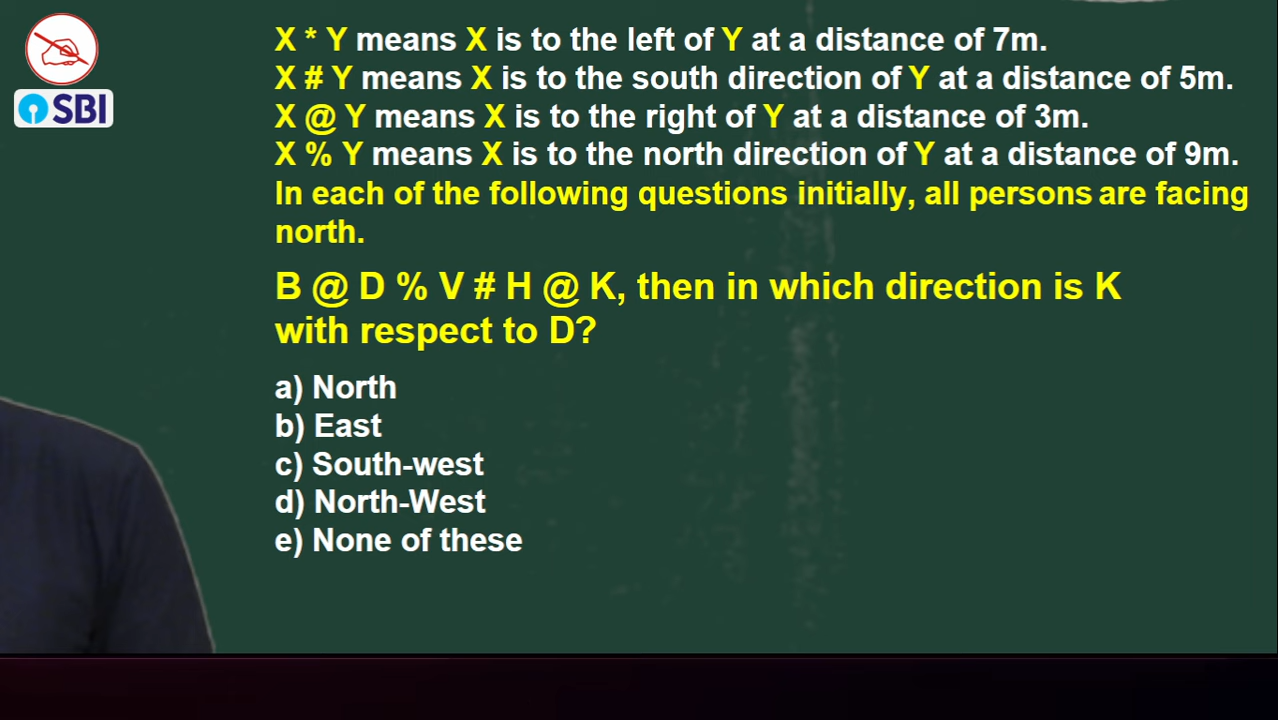 SBI
X * Y means X is to the left of Y at a distance of 7m.
X # Y means X is to the south direction of Y at a distance of 5m.
X @ Y means X is to the right of Y at a distance of 3m.
X % Y means X is to the north direction of Y at a distance of 9m.
In each of the following questions initially, all persons are facing
north.
B @ D % V # H @ K, then in which direction is K
with respect to D?
a) North
b) East
c) South-west
d) North-West
e) None of these